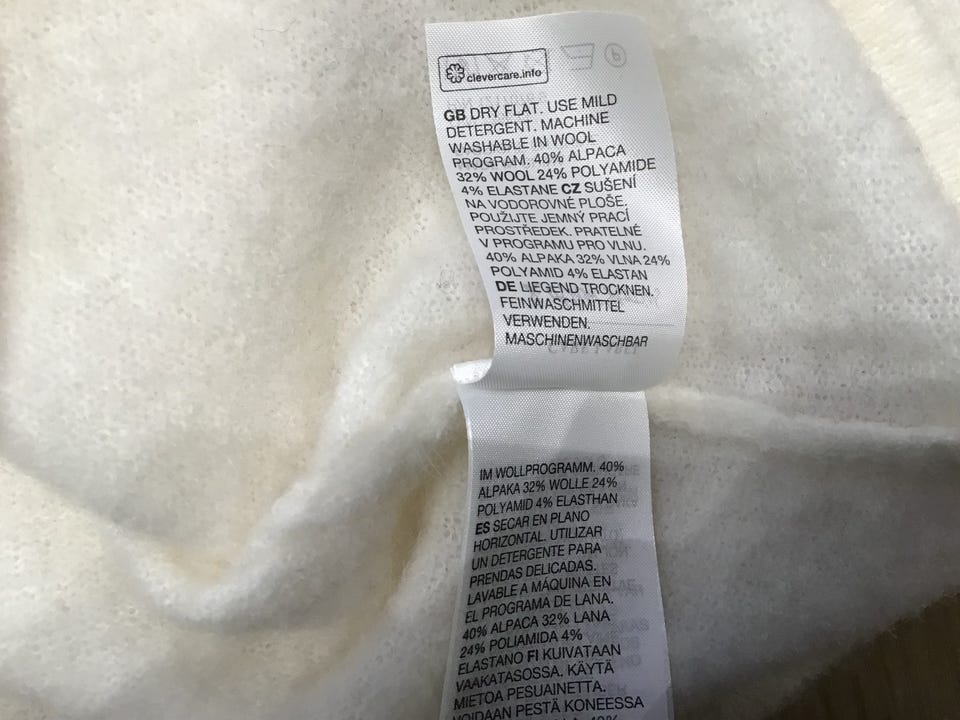 clevercare.info
GB DRY FLAT. USE MILD
DETERGENT. MACHINE
WASHABLE IN WOOL
PROGRAM. 40% ALPACA
32% WOOL 24% POLYAMIDE
4% ELASTANE CZ SUŠENÍ
NA VODOROVNÉ PLOŠE.
POUŽIJTE JEMNÝ PRACÍ
PROSTŘEDEK. PRATELNÉ
V PROGRAMU PRO VLNU.
40% ALPAKA 32% VLNA 24%
POLYAMID 4% ELASTAN
DE LIEGEND TROCKNEN.
FEINWASCHMITTEL
VERWENDEN.
MASCHINENWASCHBAR
IM WOLLPROGRAMM. 40%
ALPAKA 32% WOLLE 24%
POLYAMID 4% ELASTHAN
ES SECAR EN PLANO
HORIZONTAL. UTILIZAR
UN DETERGENTE PARA
PRENDAS DELICADAS.
LAVABLE A MÁQUINA EN
EL PROGRAMA DE LANA.
40% ALPACA 32% LANA
24% POLIAMIDA 4%
ELASTANO FI KUIVATAAN
VAAKATASOSSA. KÄYTÄ
MIETOA PESUAINETTA.
VOIDAAN PESTÄ KONEESSA